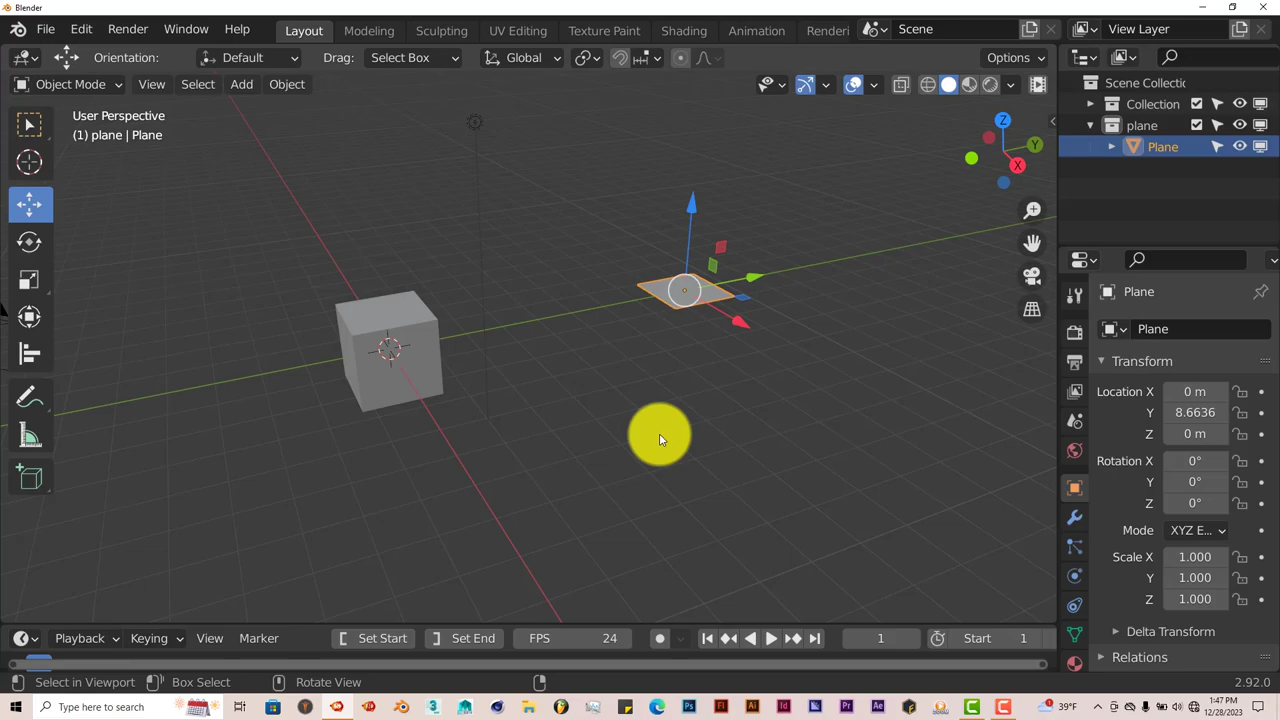 Blender
File Edit Render Window Help Layout Modeling Sculpting UV Editing Texture Paint Shading Animation Renderi Scene View Layer
Orientation: Default Drag: Select Box Global Options
Object Mode View Select Add Object
Scene Collectic
Collection
plane
Plane
User Perspective
(1) plane | Plane
Z
Y
X
Plane
Plane
Transform
Location X 0 m
Y 8.6636
Z 0 m
Rotation X 0°
Y 0°
Z 0°
Mode XYZ E...
Scale X 1.000
Y 1.000
Z 1.000
Delta Transform
Relations
Playback Keying View Marker Set Start Set End FPS 24 1 Start 1
Select in Viewport Box Select Rotate View 2.92.0
Type here to search 39°F 1:47 PM
12/28/2023